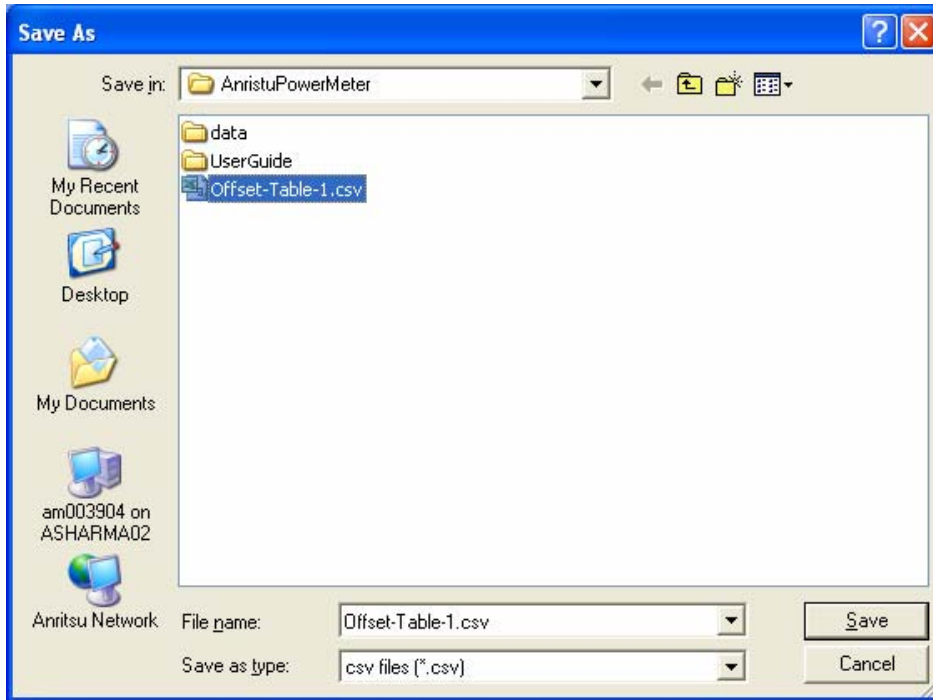 Save As
Save in:
AnristuPowerMeter
data
UserGuide
Offset-Table-1.csv
My Recent
Documents
Desktop
My Documents
am003904 on
ASHARMA02
Anritsu Network
File name:
Offset-Table-1.csv
Save
Save as type:
csv files (*.csv)
Cancel